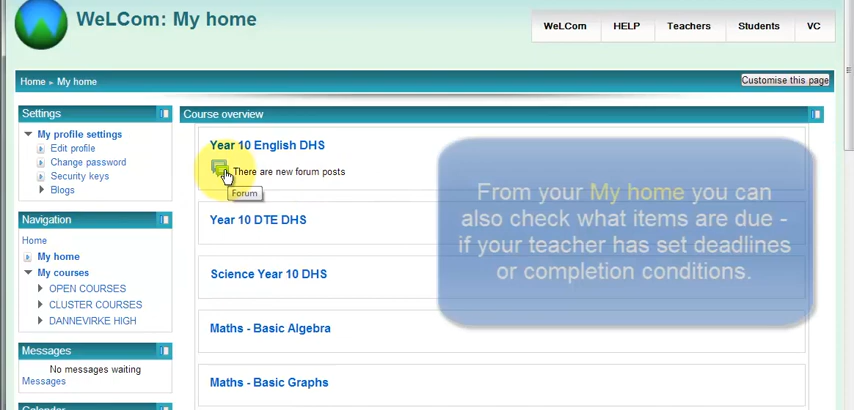 WeLCom: My home
WeLCom HELP Teachers Students VC
Home ▸ My home
Customise this page
Settings
My profile settings
Edit profile
Change password
Security keys
Blogs
Navigation
Home
My home
My courses
OPEN COURSES
CLUSTER COURSES
DANNEVIRKE HIGH
Messages
No messages waiting
Messages
Calendar
Course overview
Year 10 English DHS
There are new forum posts
Forum
Year 10 DTE DHS
Science Year 10 DHS
Maths - Basic Algebra
Maths - Basic Graphs
From your My home you can
also check what items are due -
if your teacher has set deadlines
or completion conditions.